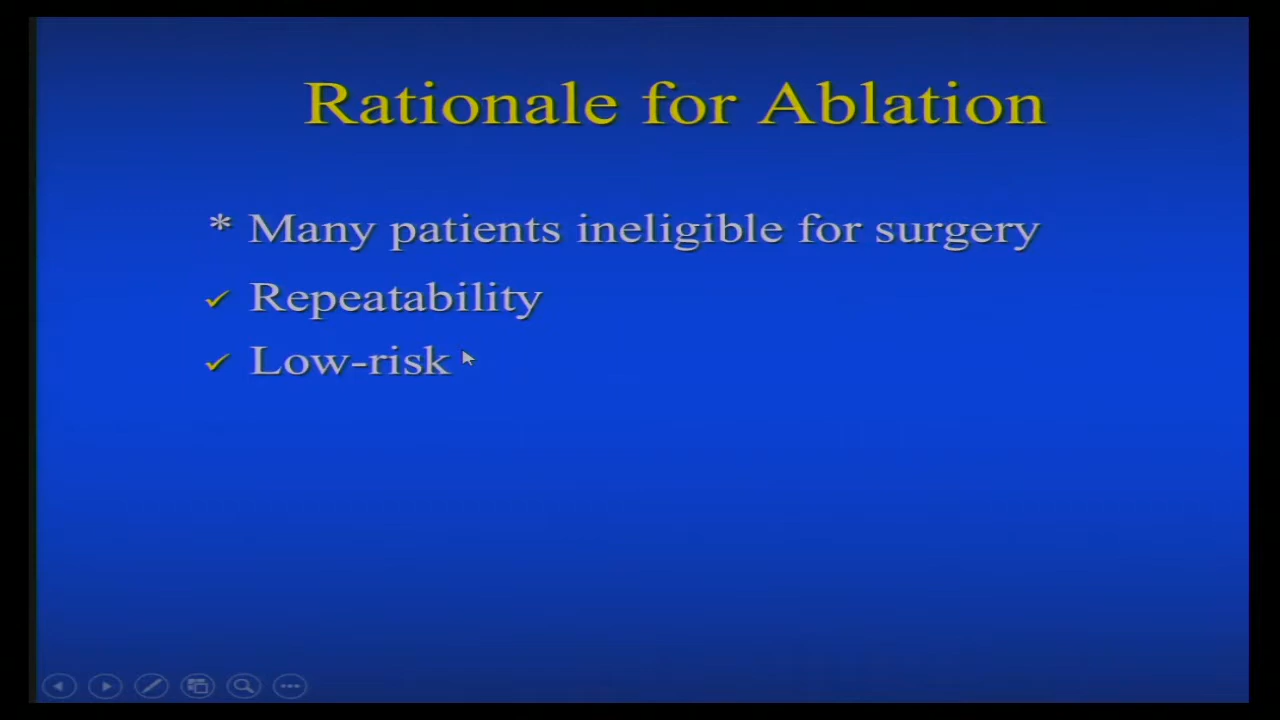 Rationale for Ablation
* Many patients ineligible for surgery
✓ Repeatability
✓ Low-risk